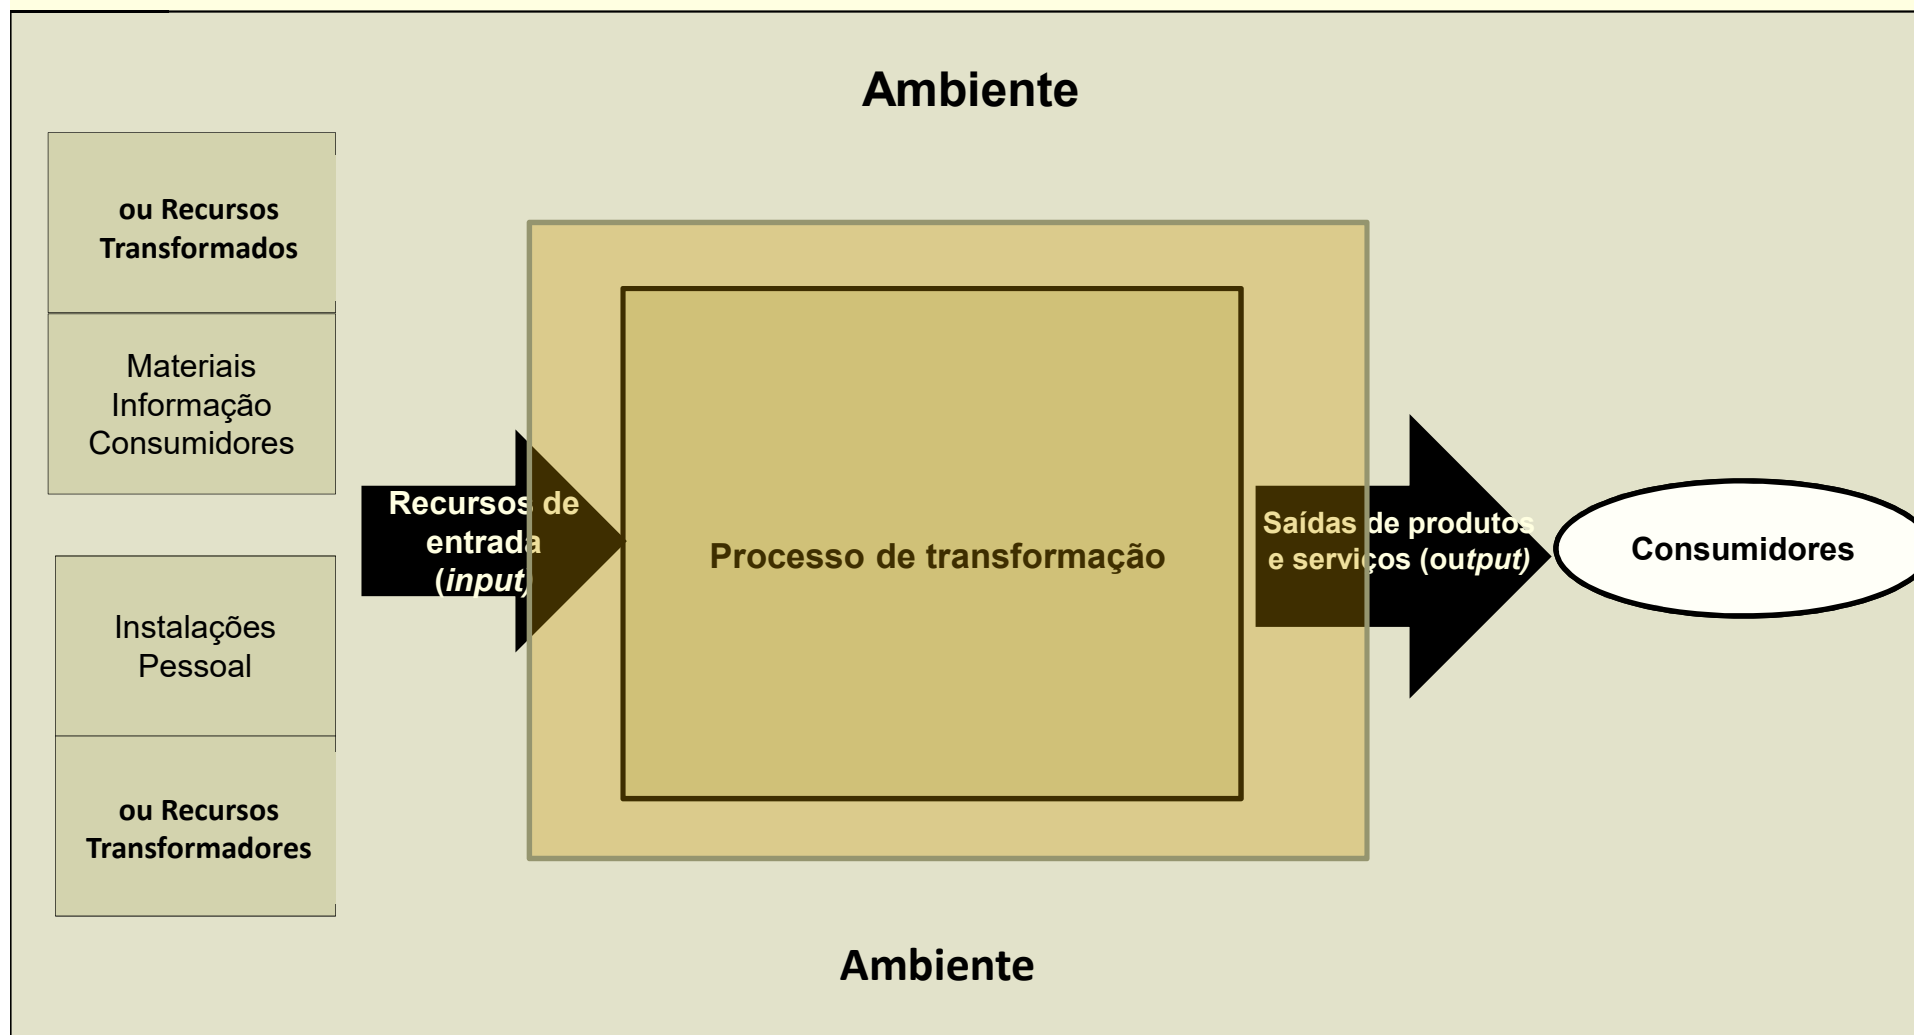 Ambiente
ou Recursos
Transformados
Materiais
Informação
Consumidores
Recursos de
entrada
(input)
Processo de transformação
Saídas de produtos
e serviços (output)
Consumidores
Instalações
Pessoal
ou Recursos
Transformadores
Ambiente